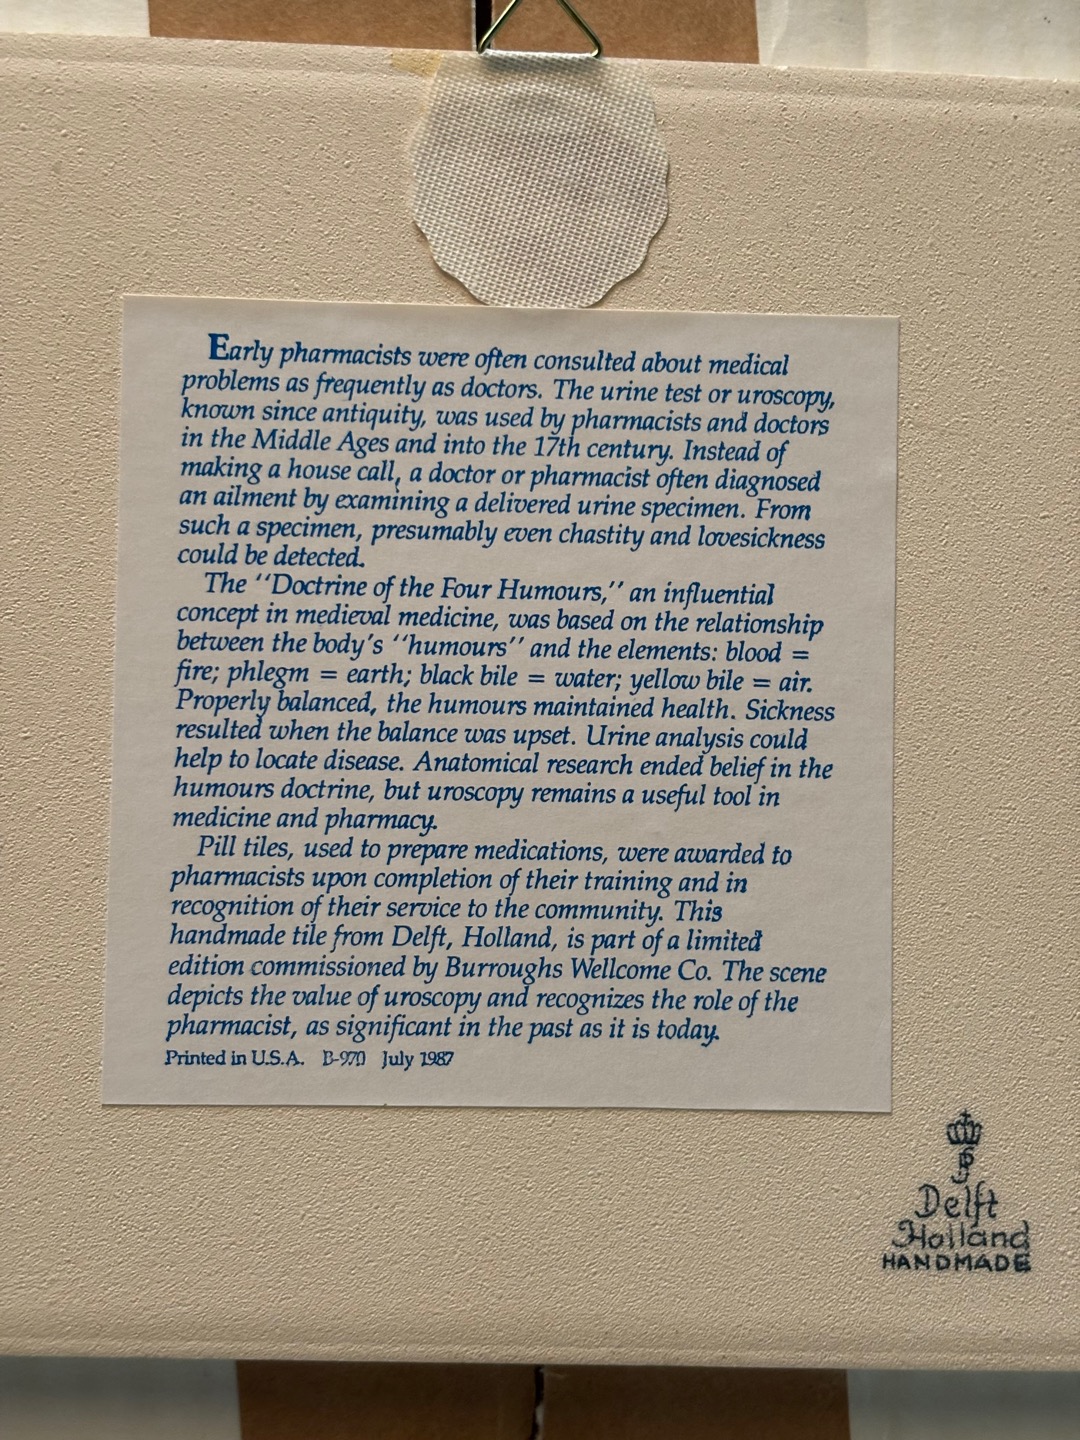 Early pharmacists were often consulted about medical
problems as frequently as doctors. The urine test or uroscopy,
known since antiquity, was used by pharmacists and doctors
in the Middle Ages and into the 17th century. Instead of
making a house call, a doctor or pharmacist often diagnosed
an ailment by examining a delivered urine specimen. From
such a specimen, presumably even chastity and lovesickness
could be detected.
The ‘‘Doctrine of the Four Humours,’’ an influential
concept in medieval medicine, was based on the relationship
between the body’s ‘‘humours’’ and the elements: blood =
fire; phlegm = earth; black bile = water; yellow bile = air.
Properly balanced, the humours maintained health. Sickness
resulted when the balance was upset. Urine analysis could
help to locate disease. Anatomical research ended belief in the
humours doctrine, but uroscopy remains a useful tool in
medicine and pharmacy.
Pill tiles, used to prepare medications, were awarded to
pharmacists upon completion of their training and in
recognition of their service to the community. This
handmade tile from Delft, Holland, is part of a limited
edition commissioned by Burroughs Wellcome Co. The scene
depicts the value of uroscopy and recognizes the role of the
pharmacist, as significant in the past as it is today.
Printed in U.S.A. B-970 July 1987
Delft
Holland
HANDMADE